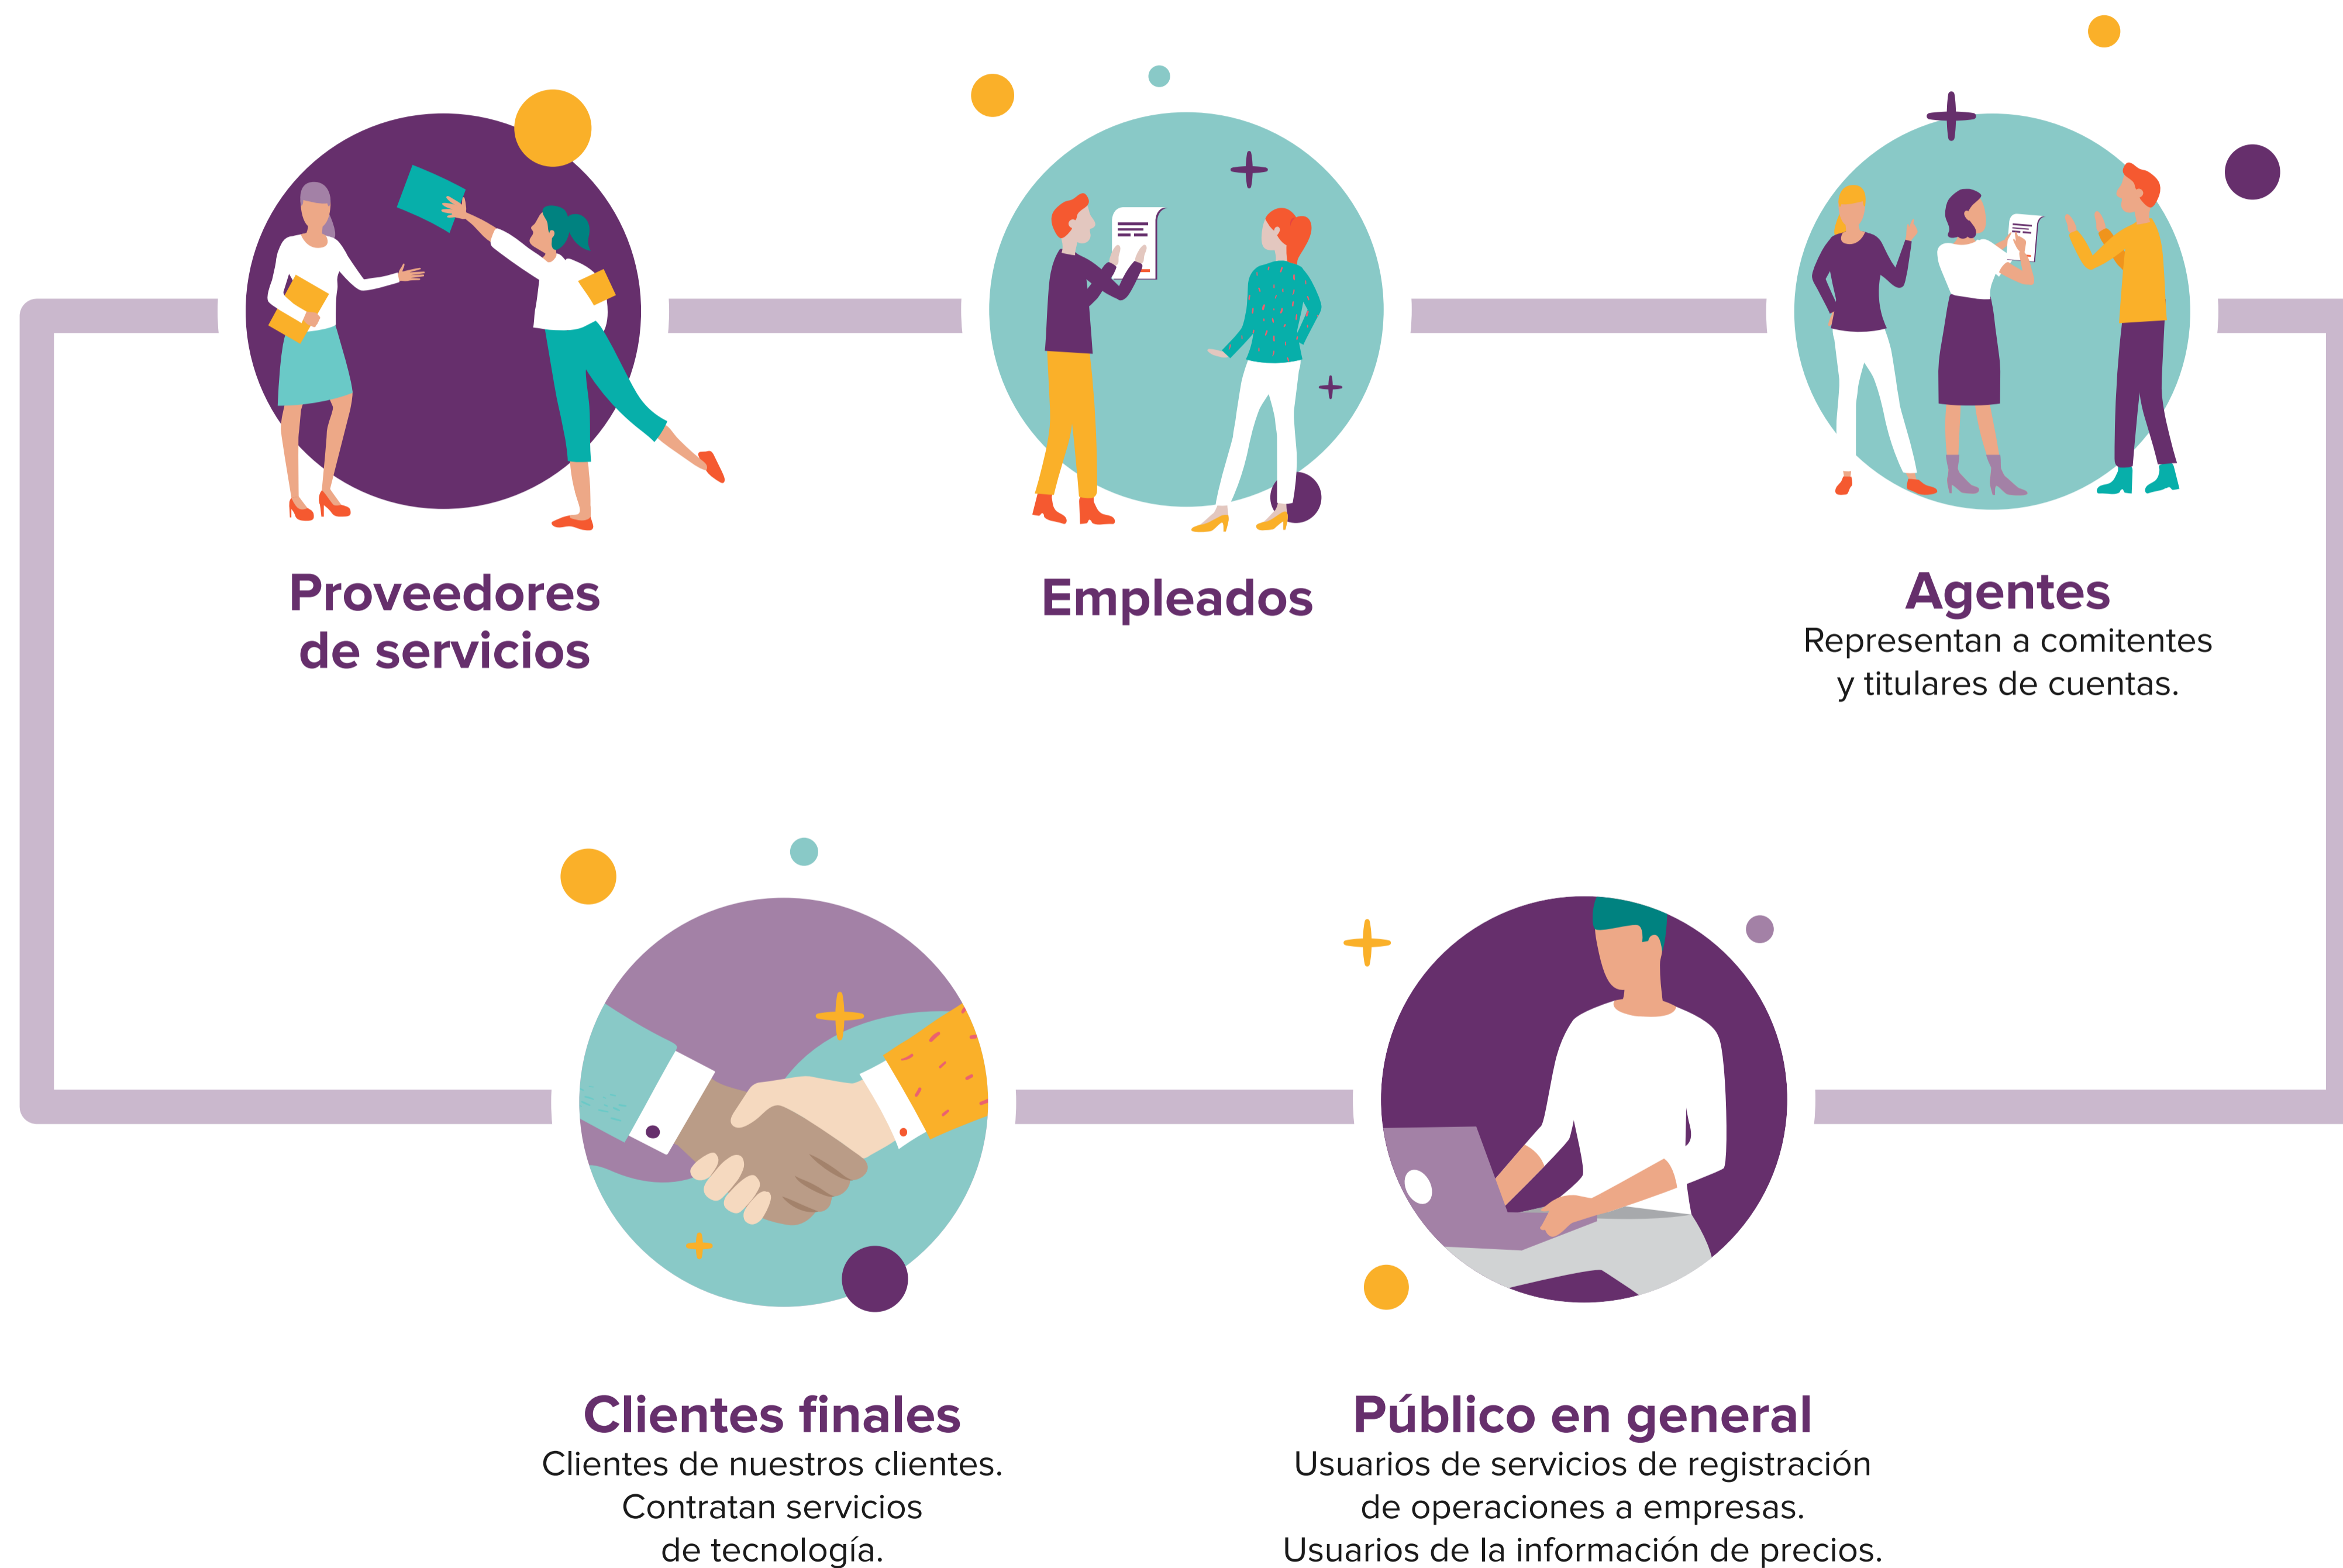 Proveedores
de servicios
Empleados
Agentes
Representan a comitentes
y titulares de cuentas.
Clientes finales
Clientes de nuestros clientes.
Contratan servicios
de tecnología.
Público en general
Usuarios de servicios de registración
de operaciones a empresas.
Usuarios de la información de precios.